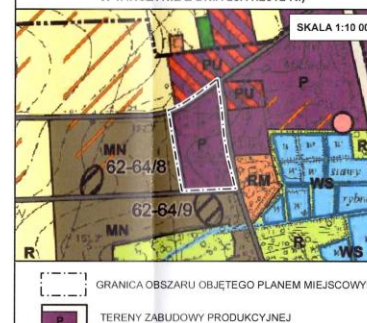 SKALA 1:10 00
PU
P
PU
P
MN
62-64/8
RM
WS
stawy
62-64/9
MN
R
R
WS
GRANICA OBSZARU OBJĘTEGO PLANEM MIEJSCOWY
P
TERENY ZABUDOWY PRODUKCYJNEJ